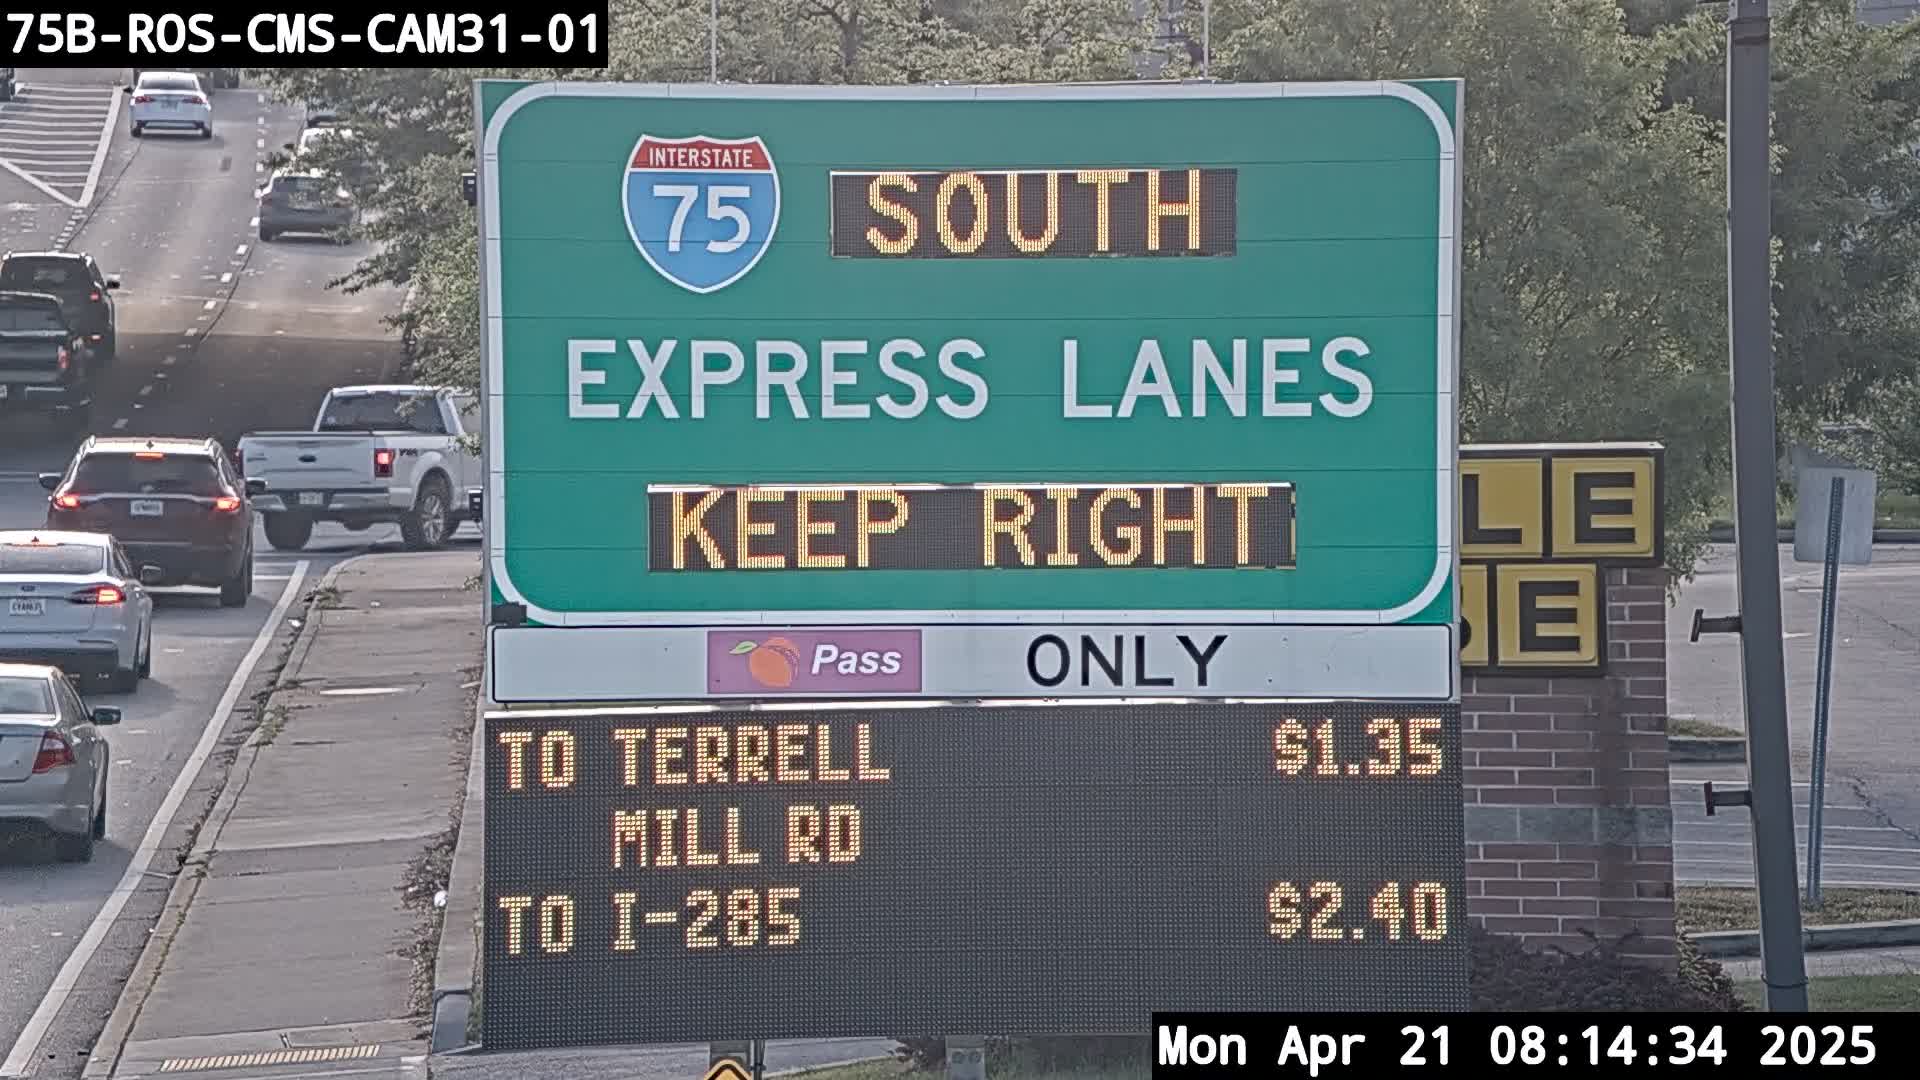 75B-ROS-CMS-CAM31-01
INTERSTATE
75
SOUTH
EXPRESS LANES
KEEP RIGHT
Pass ONLY
TO TERRELL $1.35
MILL RD
TO I-285 $2.40
LE
E
Mon Apr 21 08:14:34 2025